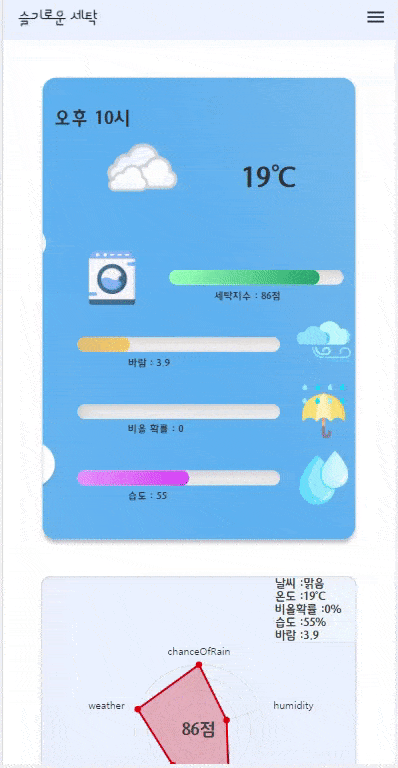 슬기로운 세탁
오후 10시
19℃
세탁지수 : 86점
바람 : 3.9
비올 확률 : 0
습도 : 55
날씨 :맑음
온도 :19℃
비올확률 :0%
습도 :55%
바람 :3.9
chanceOfRain
weather
humidity
86점